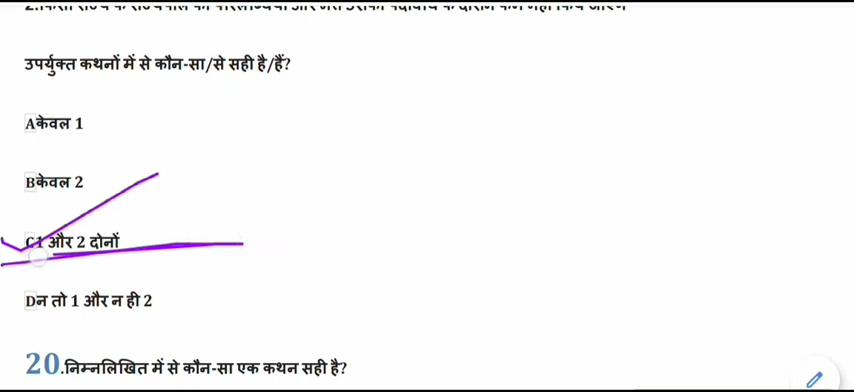 उपर्युक्त कथनों में से कौन-सा/से सही है/हैं?
Aकेवल 1
Bकेवल 2
C1 और 2 दोनों
Dन तो 1 और न ही 2
20.निम्नलिखित में से कौन-सा एक कथन सही है?